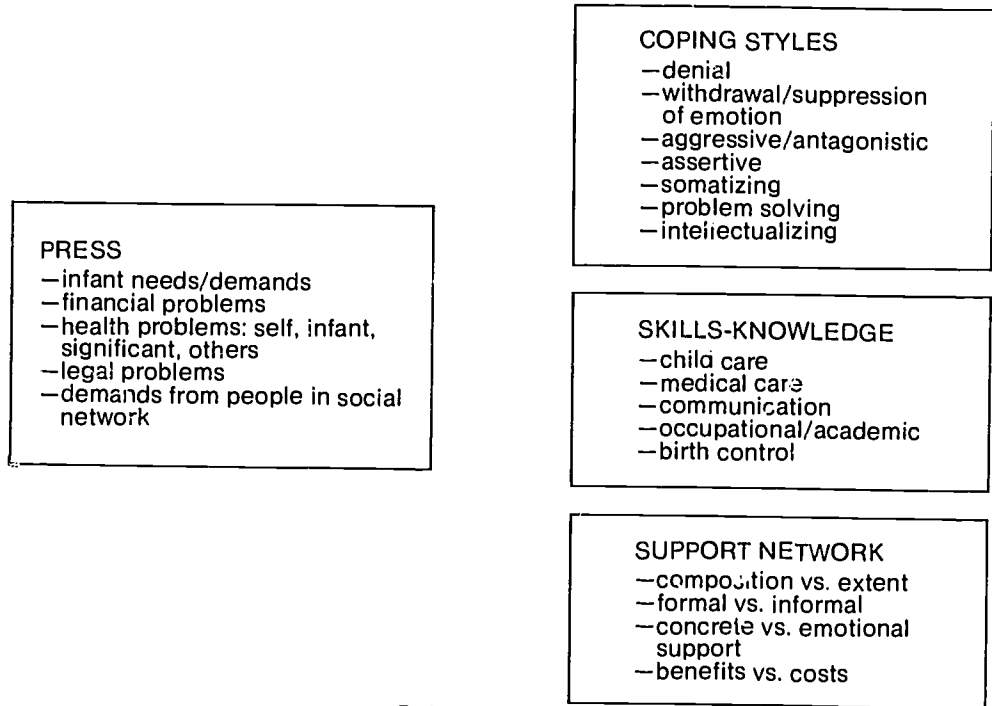 COPING STYLES
—denial
—withdrawal/suppression
of emotion
—aggressive/antagonistic
—assertive
—somatizing
—problem solving
—intellectualizing
PRESS
—infant needs/demands
—financial problems
—health problems: self, infant,
significant, others
—legal problems
—demands from people in social
network
SKILLS-KNOWLEDGE
—child care
—medical care
—communication
—occupational/academic
—birth control
SUPPORT NETWORK
—composition vs. extent
—formal vs. informal
—concrete vs. emotional
support
—benefits vs. costs